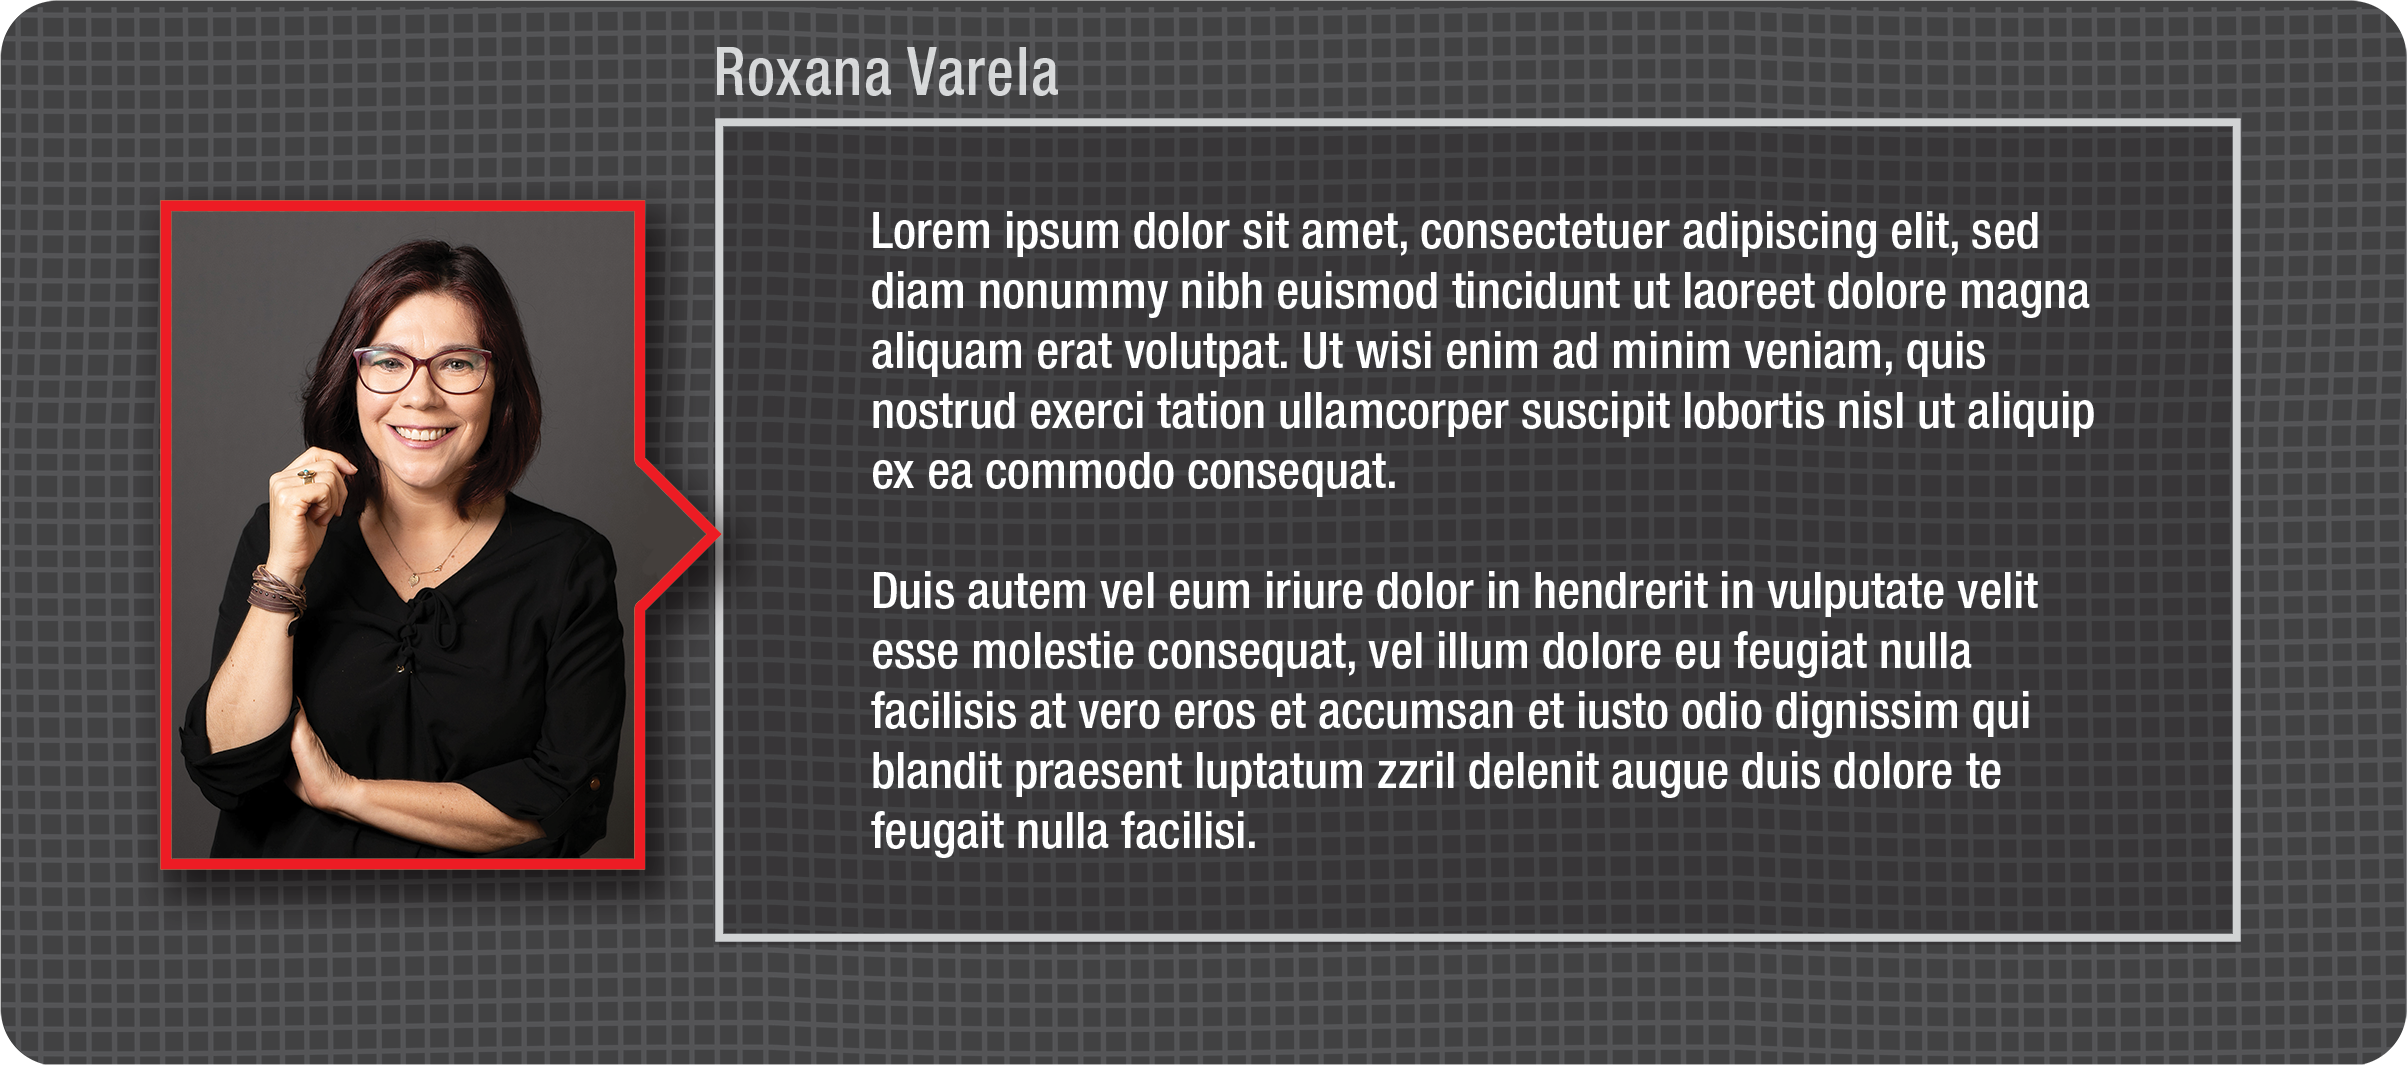 Roxana Varela
Lorem ipsum dolor sit amet, consectetuer adipiscing elit, sed
diam nonummy nibh euismod tincidunt ut laoreet dolore magna
aliquam erat volutpat. Ut wisi enim ad minim veniam, quis
nostrud exerci tation ullamcorper suscipit lobortis nisl ut aliquip
ex ea commodo consequat.
Duis autem vel eum iriure dolor in hendrerit in vulputate velit
esse molestie consequat, vel illum dolore eu feugiat nulla
facilisis at vero eros et accumsan et iusto odio dignissim qui
blandit praesent luptatum zzril delenit augue duis dolore te
feugait nulla facilisi.